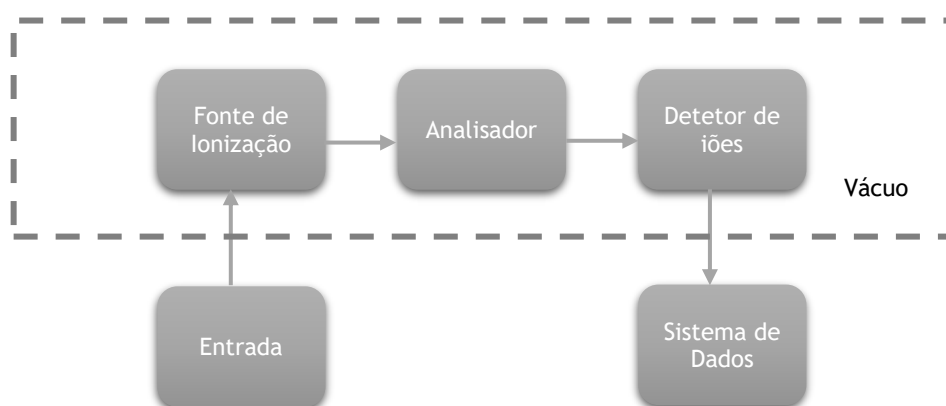 Fonte de
Ionização
Analisador
Detetor de
iões
Vácuo
Entrada
Sistema de
Dados